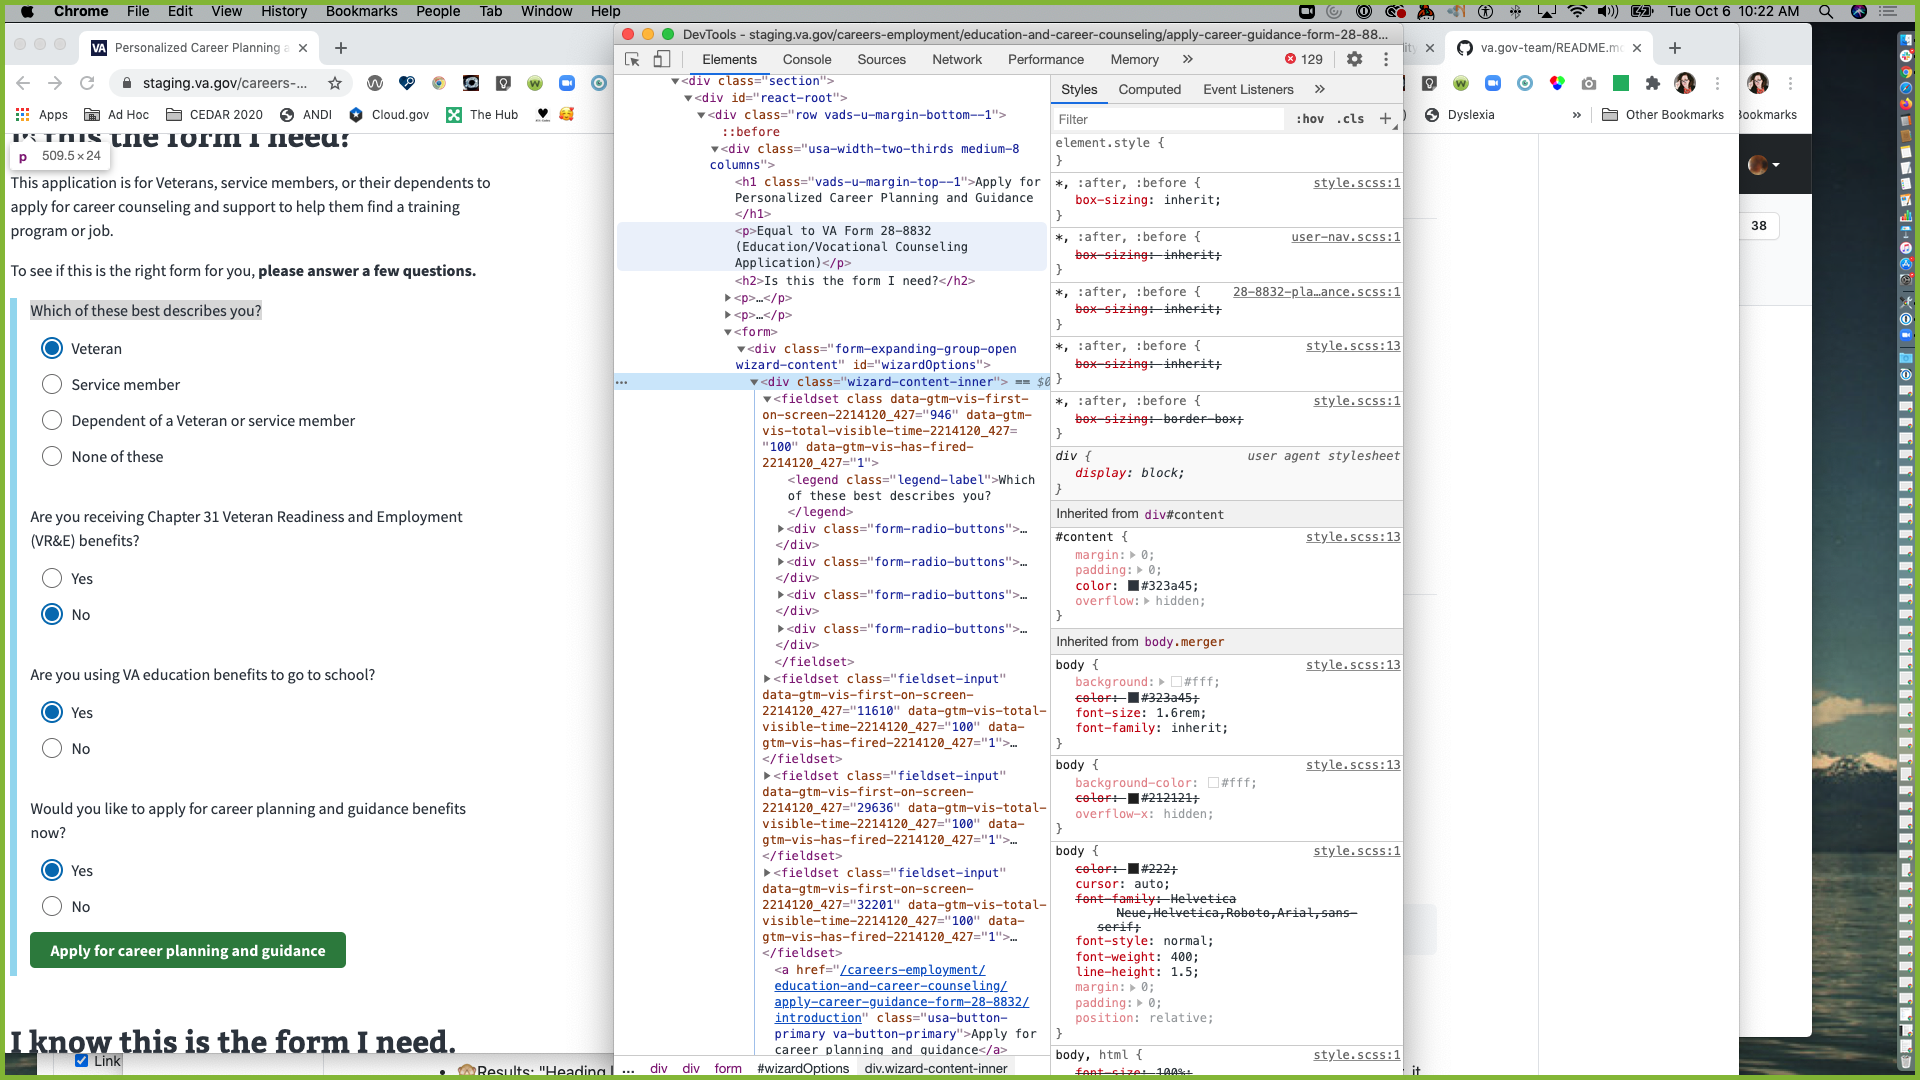 Chrome File Edit View History Bookmarks People Tab Window Help
Tue Oct 6 10:22 AM
Personalized Career Planning a
staging.va.gov/careers-...
Apps Ad Hoc CEDAR 2020 ANDI Cloud.gov The Hub
Is this the form I need?
p 509.5 × 24
This application is for Veterans, service members, or their dependents to
apply for career counseling and support to help them find a training
program or job.
To see if this is the right form for you, please answer a few questions.
Which of these best describes you?
Veteran
Service member
Dependent of a Veteran or service member
None of these
Are you receiving Chapter 31 Veteran Readiness and Employment
(VR&E) benefits?
Yes
No
Are you using VA education benefits to go to school?
Yes
No
Would you like to apply for career planning and guidance benefits
now?
Yes
No
Apply for career planning and guidance
I know this is the form I need.
Link
Results: "Heading
DevTools - staging.va.gov/careers-employment/education-and-career-counseling/apply-career-guidance-form-28-88...
Elements Console Sources Network Performance Memory » 129
<div class="section">
<div id="react-root">
<div class="row vads-u-margin-bottom--1">
::before
<div class="usa-width-two-thirds medium-8
columns">
<h1 class="vads-u-margin-top--1">Apply for
Personalized Career Planning and Guidance
</h1>
<p>Equal to VA Form 28-8832
(Education/Vocational Counseling
Application)</p>
<h2>Is this the form I need?</h2>
<p>…</p>
<p>…</p>
<form>
<div class="form-expanding-group-open
wizard-content" id="wizardOptions">
<div class="wizard-content-inner"> == $0
<fieldset class data-gtm-vis-first-
on-screen-2214120_427="946" data-gtm-
vis-total-visible-time-2214120_427=
"100" data-gtm-vis-has-fired-
2214120_427="1">
<legend class="legend-label">Which
of these best describes you?
</legend>
<div class="form-radio-buttons">…
</div>
<div class="form-radio-buttons">…
</div>
<div class="form-radio-buttons">…
</div>
<div class="form-radio-buttons">…
</div>
</fieldset>
<fieldset class="fieldset-input"
data-gtm-vis-first-on-screen-
2214120_427="11610" data-gtm-vis-total-
visible-time-2214120_427="100" data-
gtm-vis-has-fired-2214120_427="1">…
</fieldset>
<fieldset class="fieldset-input"
data-gtm-vis-first-on-screen-
2214120_427="29636" data-gtm-vis-total-
visible-time-2214120_427="100" data-
gtm-vis-has-fired-2214120_427="1">…
</fieldset>
<fieldset class="fieldset-input"
data-gtm-vis-first-on-screen-
2214120_427="32201" data-gtm-vis-total-
visible-time-2214120_427="100" data-
gtm-vis-has-fired-2214120_427="1">…
</fieldset>
<a href="/careers-employment/
education-and-career-counseling/
apply-career-guidance-form-28-8832/
introduction" class="usa-button-
primary va-button-primary">Apply for
career planning and guidance</a>
... div div form #wizardOptions div.wizard-content-inner
Styles Computed Event Listeners »
Filter :hov .cls +
element.style {
}
*, :after, :before { style.scss:1
box-sizing: inherit;
}
*, :after, :before { user-nav.scss:1
box-sizing: inherit;
}
*, :after, :before { 28-8832-pla…ance.scss:1
box-sizing: inherit;
}
*, :after, :before { style.scss:13
box-sizing: inherit;
}
*, :after, :before { style.scss:1
box-sizing: border-box;
}
div { user agent stylesheet
display: block;
}
Inherited from div#content
#content { style.scss:13
margin: 0;
padding: 0;
color: #323a45;
overflow: hidden;
}
Inherited from body.merger
body { style.scss:13
background: #fff;
color: #323a45;
font-size: 1.6rem;
font-family: inherit;
}
body { style.scss:13
background-color: #fff;
color: #212121;
overflow-x: hidden;
}
body { style.scss:1
color: #222;
cursor: auto;
font-family: Helvetica
Neue,Helvetica,Roboto,Arial,sans-
serif;
font-style: normal;
font-weight: 400;
line-height: 1.5;
margin: 0;
padding: 0;
position: relative;
}
body, html { style.scss:1
font-size: 100%;
va.gov-team/README.m
Dyslexia » Other Bookmarks
Bookmarks
38
it